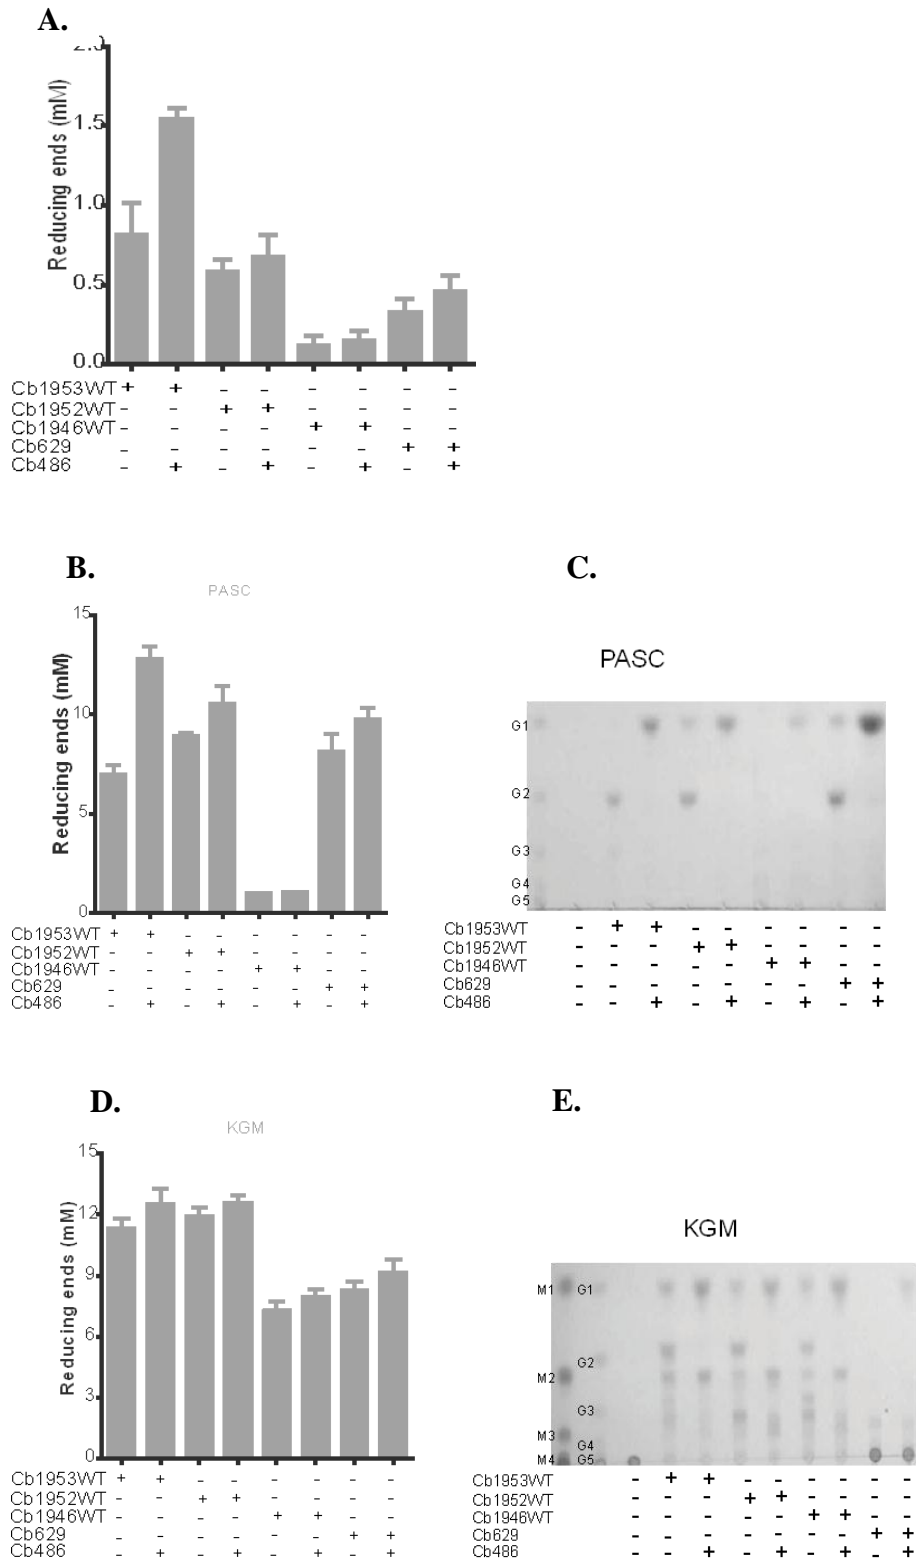 A.
2.0
1.5
1.0
0.5
0.0
Reducing ends (mM)
Cb1953WT + + - - - - - -
Cb1952WT - - + + - - - -
Cb1946WT - - - - + + - -
Cb629 - - - - - - + +
Cb486 - + - + - + - +
B.
PASC
15
10
5
0
Reducing ends (mM)
Cb1953WT + + - - - - - -
Cb1952WT - - + + - - - -
Cb1946WT - - - - + + - -
Cb629 - - - - - - + +
Cb486 - + - + - + - +
C.
PASC
G1
G2
G3
G4
G5
Cb1953WT - + + - - - - - -
Cb1952WT - - - + + - - - -
Cb1946WT - - - - - + + - -
Cb629 - - - - - - - + +
Cb486 - - + - + - + - +
D.
KGM
15
12
9
6
3
0
Reducing ends (mM)
Cb1953WT + + - - - - - -
Cb1952WT - - + + - - - -
Cb1946WT - - - - + + - -
Cb629 - - - - - - + +
Cb486 - + - + - + - +
E.
KGM
M1 G1
G2
M2
G3
M3
G4
M4 G5
Cb1953WT - + + - - - - - -
Cb1952WT - - - + + - - - -
Cb1946WT - - - - - + + - -
Cb629 - - - - - - - + +
Cb486 - - + - + - + - +